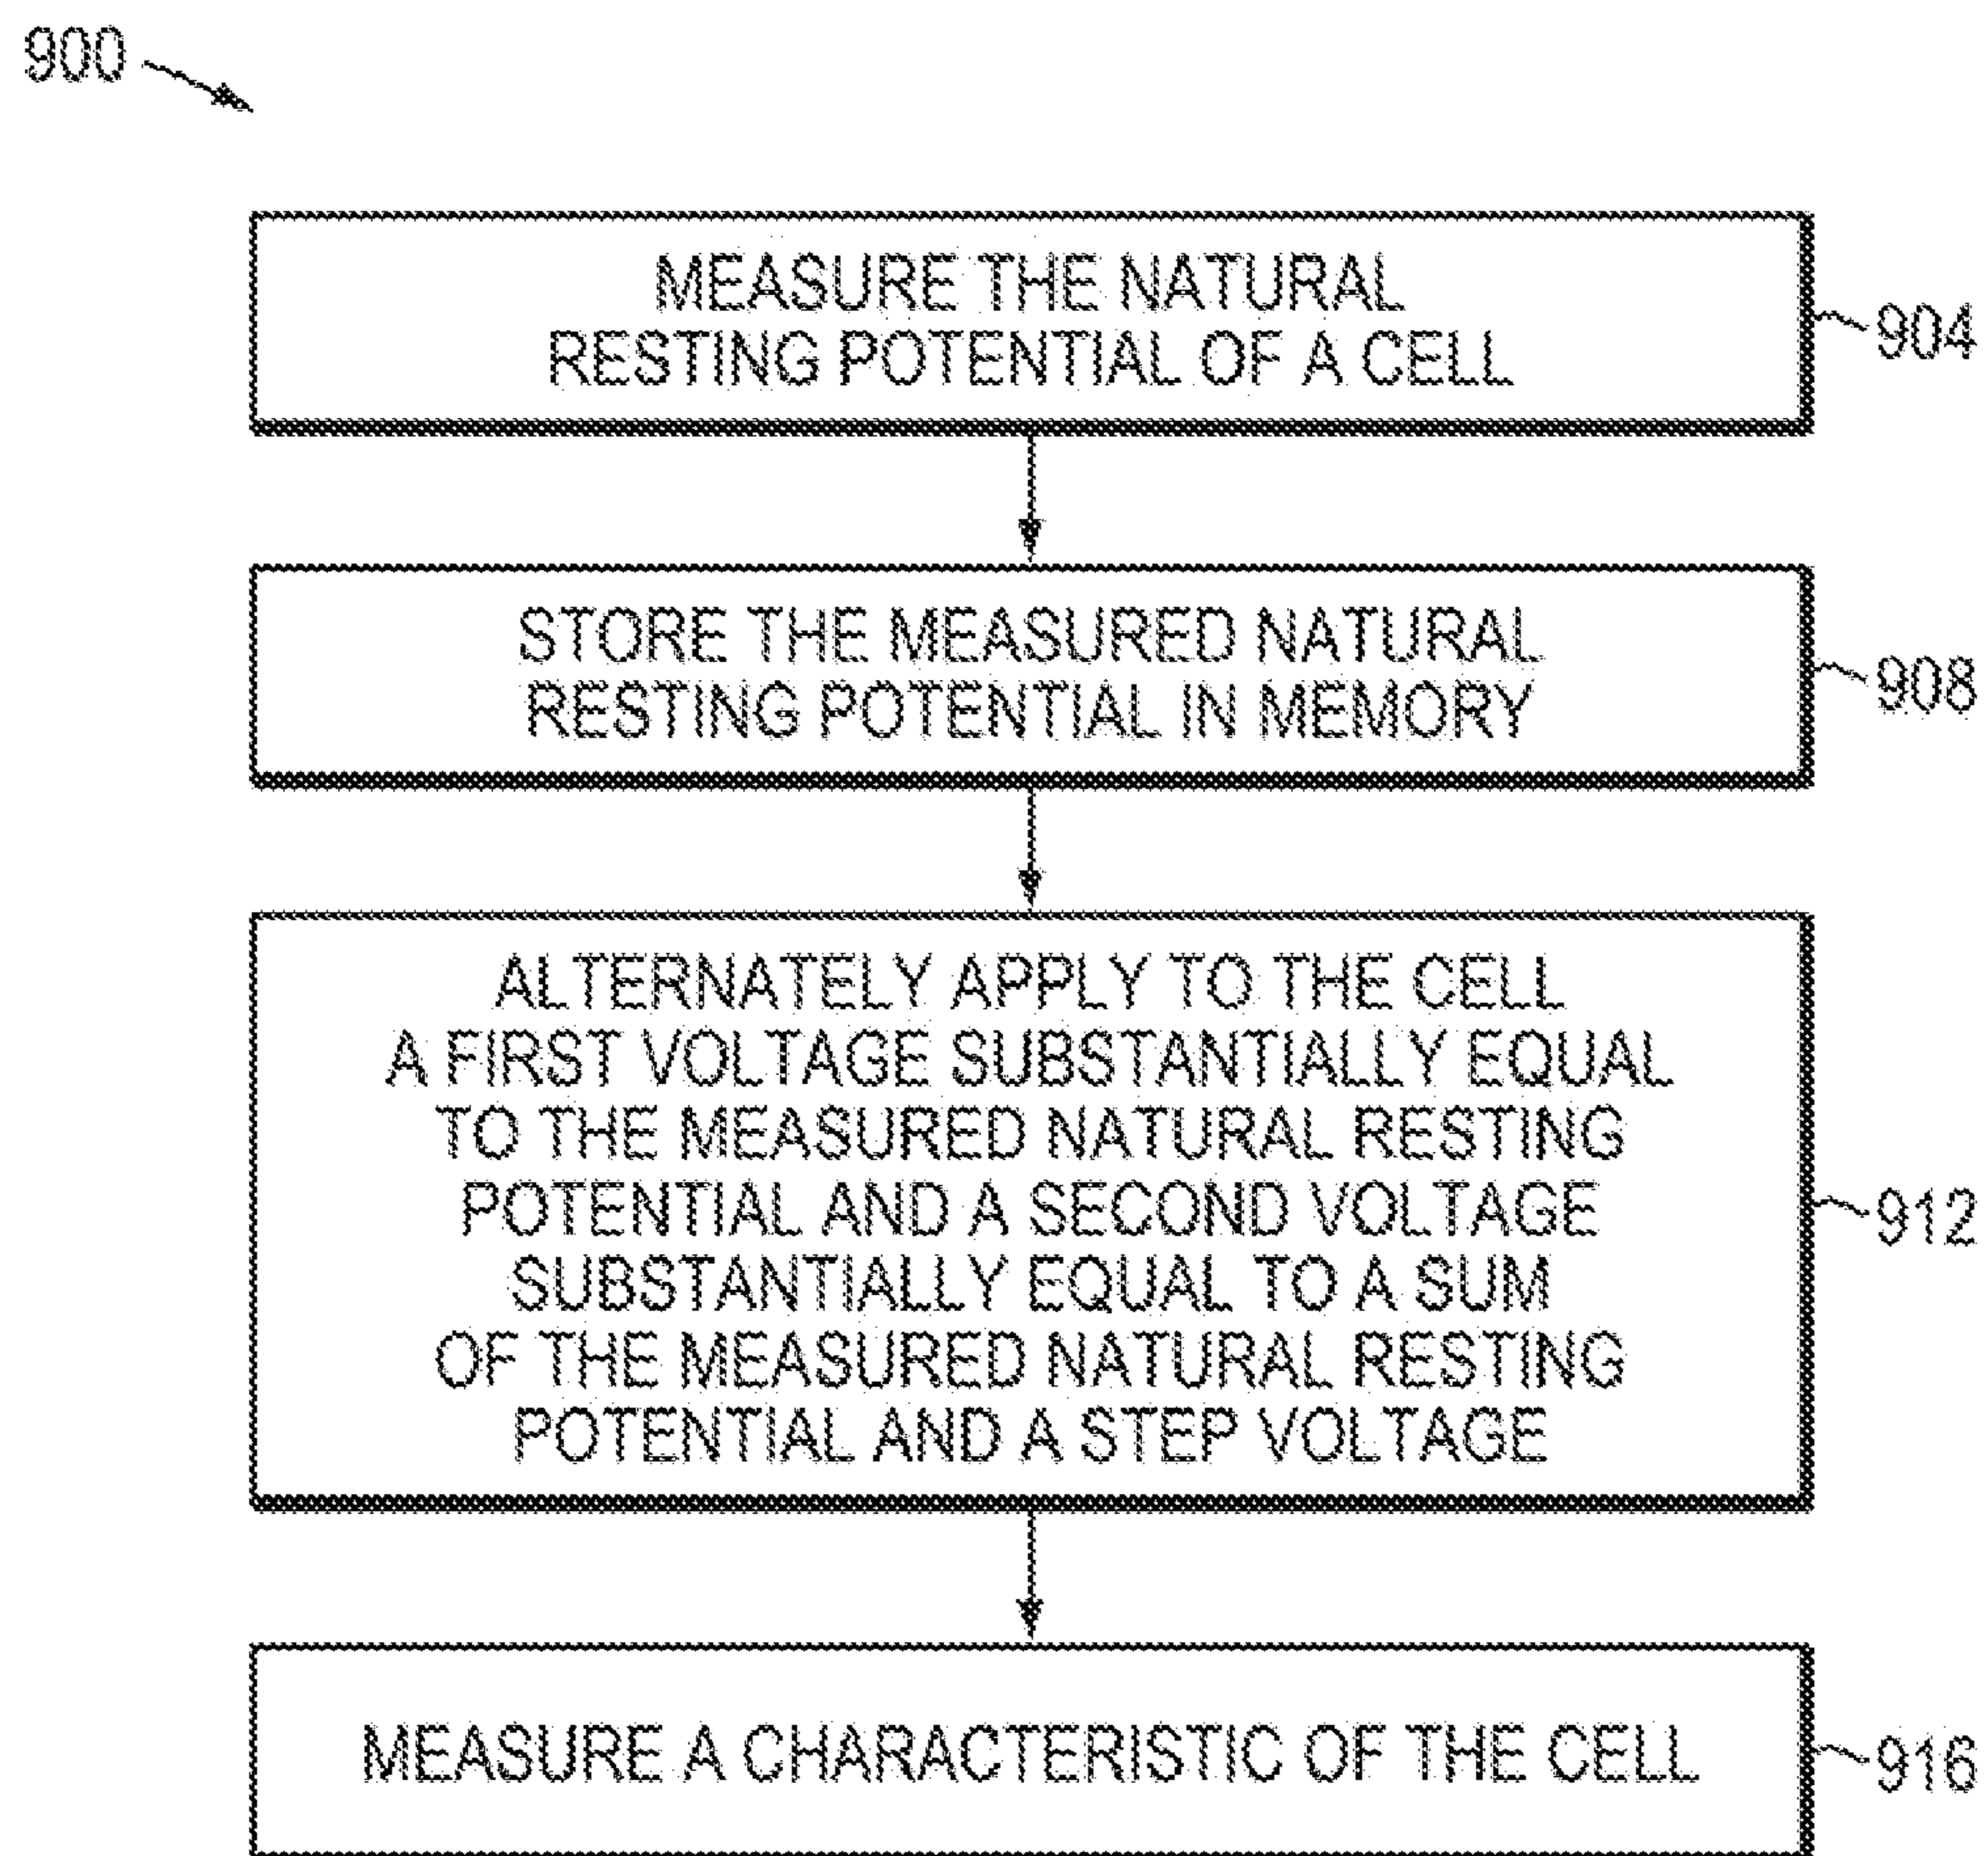 900
MEASURE THE NATURAL
RESTING POTENTIAL OF A CELL
904
STORE THE MEASURED NATURAL
RESTING POTENTIAL IN MEMORY
908
ALTERNATELY APPLY TO THE CELL
A FIRST VOLTAGE SUBSTANTIALLY EQUAL
TO THE MEASURED NATURAL RESTING
POTENTIAL AND A SECOND VOLTAGE
SUBSTANTIALLY EQUAL TO A SUM
OF THE MEASURED NATURAL RESTING
POTENTIAL AND A STEP VOLTAGE
912
MEASURE A CHARACTERISTIC OF THE CELL
916